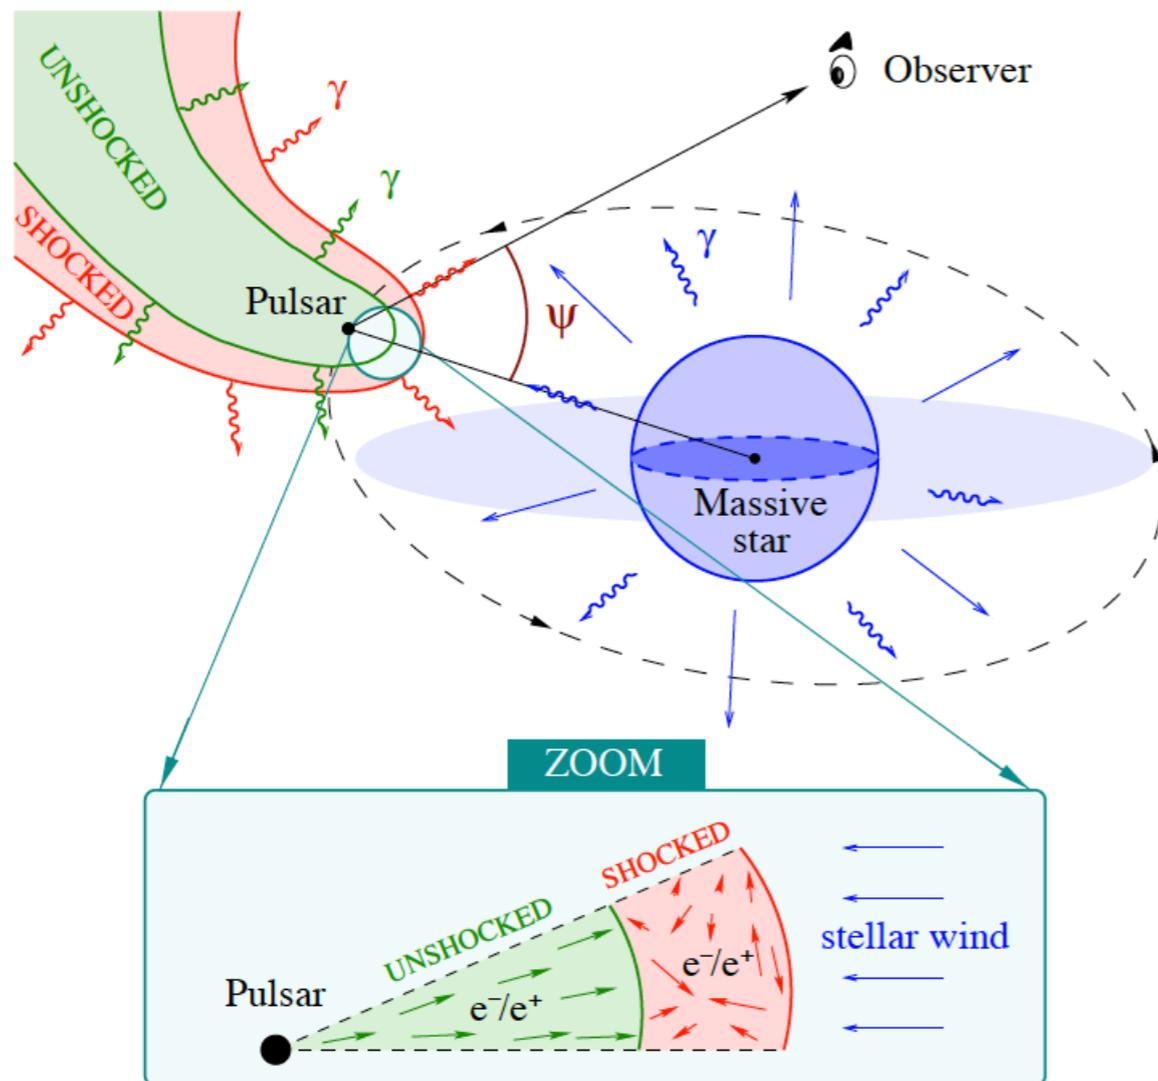 UNSHOCKED
SHOCKED
γ
γ
Observer
Pulsar
ψ
γ
Massive
star
ZOOM
SHOCKED
UNSHOCKED
e⁻/e⁺
e⁻/e⁺
stellar wind
Pulsar